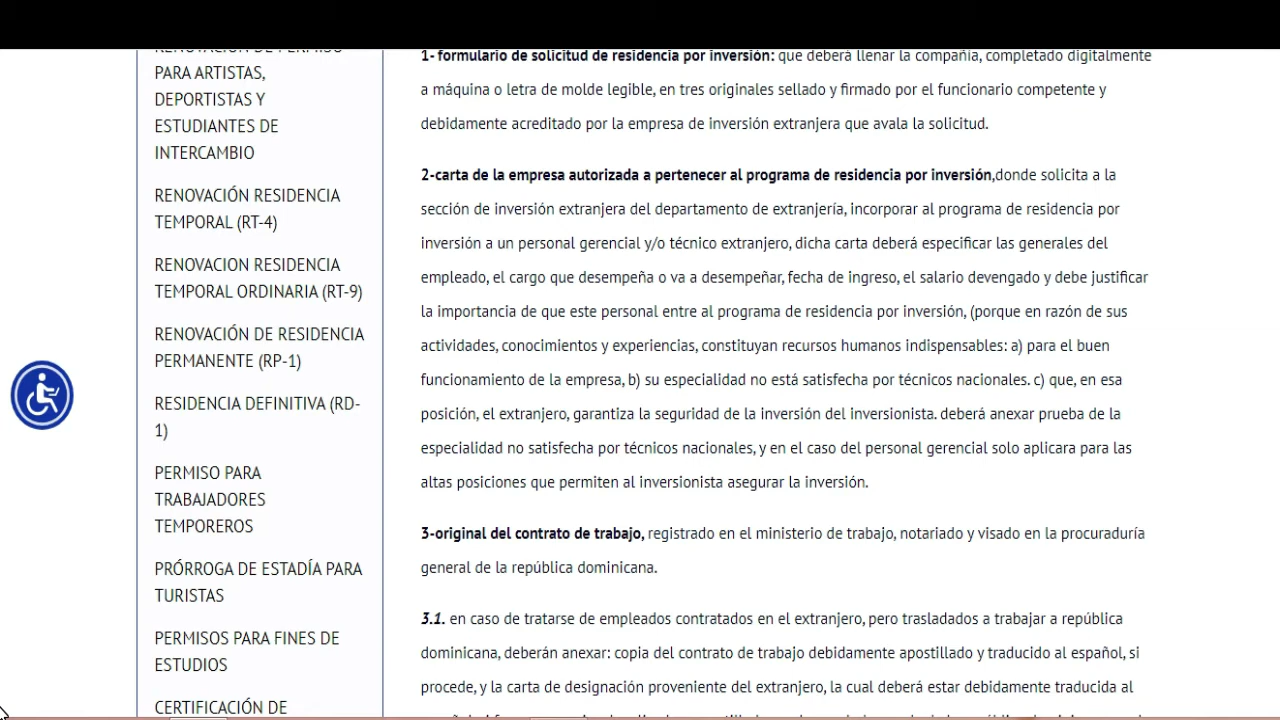 RENOVACIÓN DE PERMISO
PARA ARTISTAS,
DEPORTISTAS Y
ESTUDIANTES DE
INTERCAMBIO
RENOVACIÓN RESIDENCIA
TEMPORAL (RT-4)
RENOVACION RESIDENCIA
TEMPORAL ORDINARIA (RT-9)
RENOVACIÓN DE RESIDENCIA
PERMANENTE (RP-1)
RESIDENCIA DEFINITIVA (RD-
1)
PERMISO PARA
TRABAJADORES
TEMPOREROS
PRÓRROGA DE ESTADÍA PARA
TURISTAS
PERMISOS PARA FINES DE
ESTUDIOS
CERTIFICACIÓN DE
1- formulario de solicitud de residencia por inversión: que deberá llenar la compañía, completado digitalmente
a máquina o letra de molde legible, en tres originales sellado y firmado por el funcionario competente y
debidamente acreditado por la empresa de inversión extranjera que avala la solicitud.
2-carta de la empresa autorizada a pertenecer al programa de residencia por inversión,donde solicita a la
sección de inversión extranjera del departamento de extranjería, incorporar al programa de residencia por
inversión a un personal gerencial y/o técnico extranjero, dicha carta deberá especificar las generales del
empleado, el cargo que desempeña o va a desempeñar, fecha de ingreso, el salario devengado y debe justificar
la importancia de que este personal entre al programa de residencia por inversión, (porque en razón de sus
actividades, conocimientos y experiencias, constituyan recursos humanos indispensables: a) para el buen
funcionamiento de la empresa, b) su especialidad no está satisfecha por técnicos nacionales. c) que, en esa
posición, el extranjero, garantiza la seguridad de la inversión del inversionista. deberá anexar prueba de la
especialidad no satisfecha por técnicos nacionales, y en el caso del personal gerencial solo aplicara para las
altas posiciones que permiten al inversionista asegurar la inversión.
3-original del contrato de trabajo, registrado en el ministerio de trabajo, notariado y visado en la procuraduría
general de la república dominicana.
3.1. en caso de tratarse de empleados contratados en el extranjero, pero trasladados a trabajar a república
dominicana, deberán anexar: copia del contrato de trabajo debidamente apostillado y traducido al español, si
procede, y la carta de designación proveniente del extranjero, la cual deberá estar debidamente traducida al